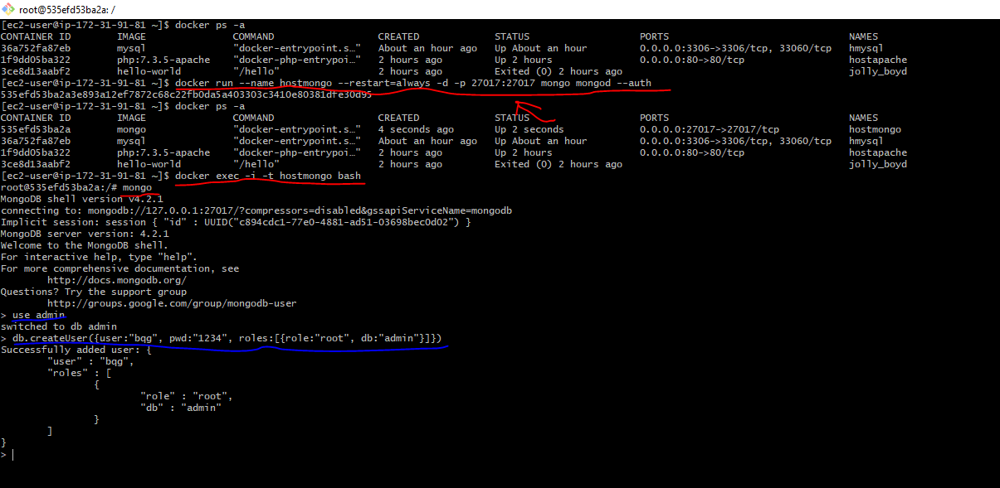 root@535efd53ba2a: /
[ec2-user@ip-172-31-91-81 ~]$ docker ps -a
CONTAINER ID IMAGE COMMAND CREATED STATUS PORTS NAMES
36a752fa87eb mysql "docker-entrypoint.s…" About an hour ago Up About an hour 0.0.0.0:3306->3306/tcp, 33060/tcp hmysql
1f9dd05ba322 php:7.3.5-apache "docker-php-entrypoi…" 2 hours ago Up 2 hours 0.0.0.0:80->80/tcp hostapache
3ce8d13aabf2 hello-world "/hello" 2 hours ago Exited (0) 2 hours ago jolly_boyd
[ec2-user@ip-172-31-91-81 ~]$ docker run --name hostmongo --restart=always -d -p 27017:27017 mongo mongod --auth
535efd53ba2a3e893a12ef7872c68c22fb0da5a403303c3410e80381dfe30d95
[ec2-user@ip-172-31-91-81 ~]$ docker ps -a
CONTAINER ID IMAGE COMMAND CREATED STATUS PORTS NAMES
535efd53ba2a mongo "docker-entrypoint.s…" 4 seconds ago Up 2 seconds 0.0.0.0:27017->27017/tcp hostmongo
36a752fa87eb mysql "docker-entrypoint.s…" About an hour ago Up About an hour 0.0.0.0:3306->3306/tcp, 33060/tcp hmysql
1f9dd05ba322 php:7.3.5-apache "docker-php-entrypoi…" 2 hours ago Up 2 hours 0.0.0.0:80->80/tcp hostapache
3ce8d13aabf2 hello-world "/hello" 2 hours ago Exited (0) 2 hours ago jolly_boyd
[ec2-user@ip-172-31-91-81 ~]$ docker exec -i -t hostmongo bash
root@535efd53ba2a:/# mongo
MongoDB shell version v4.2.1
connecting to: mongodb://127.0.0.1:27017/?compressors=disabled&gssapiServiceName=mongodb
Implicit session: session { "id" : UUID("c894cdc1-77e0-4881-ad51-03698bec0d02") }
MongoDB server version: 4.2.1
Welcome to the MongoDB shell.
For interactive help, type "help".
For more comprehensive documentation, see
http://docs.mongodb.org/
Questions? Try the support group
http://groups.google.com/group/mongodb-user
> use admin
switched to db admin
> db.createUser({user:"bqg", pwd:"1234", roles:[{role:"root", db:"admin"}]})
Successfully added user: {
"user" : "bqg",
"roles" : [
{
"role" : "root",
"db" : "admin"
}
]
}
>